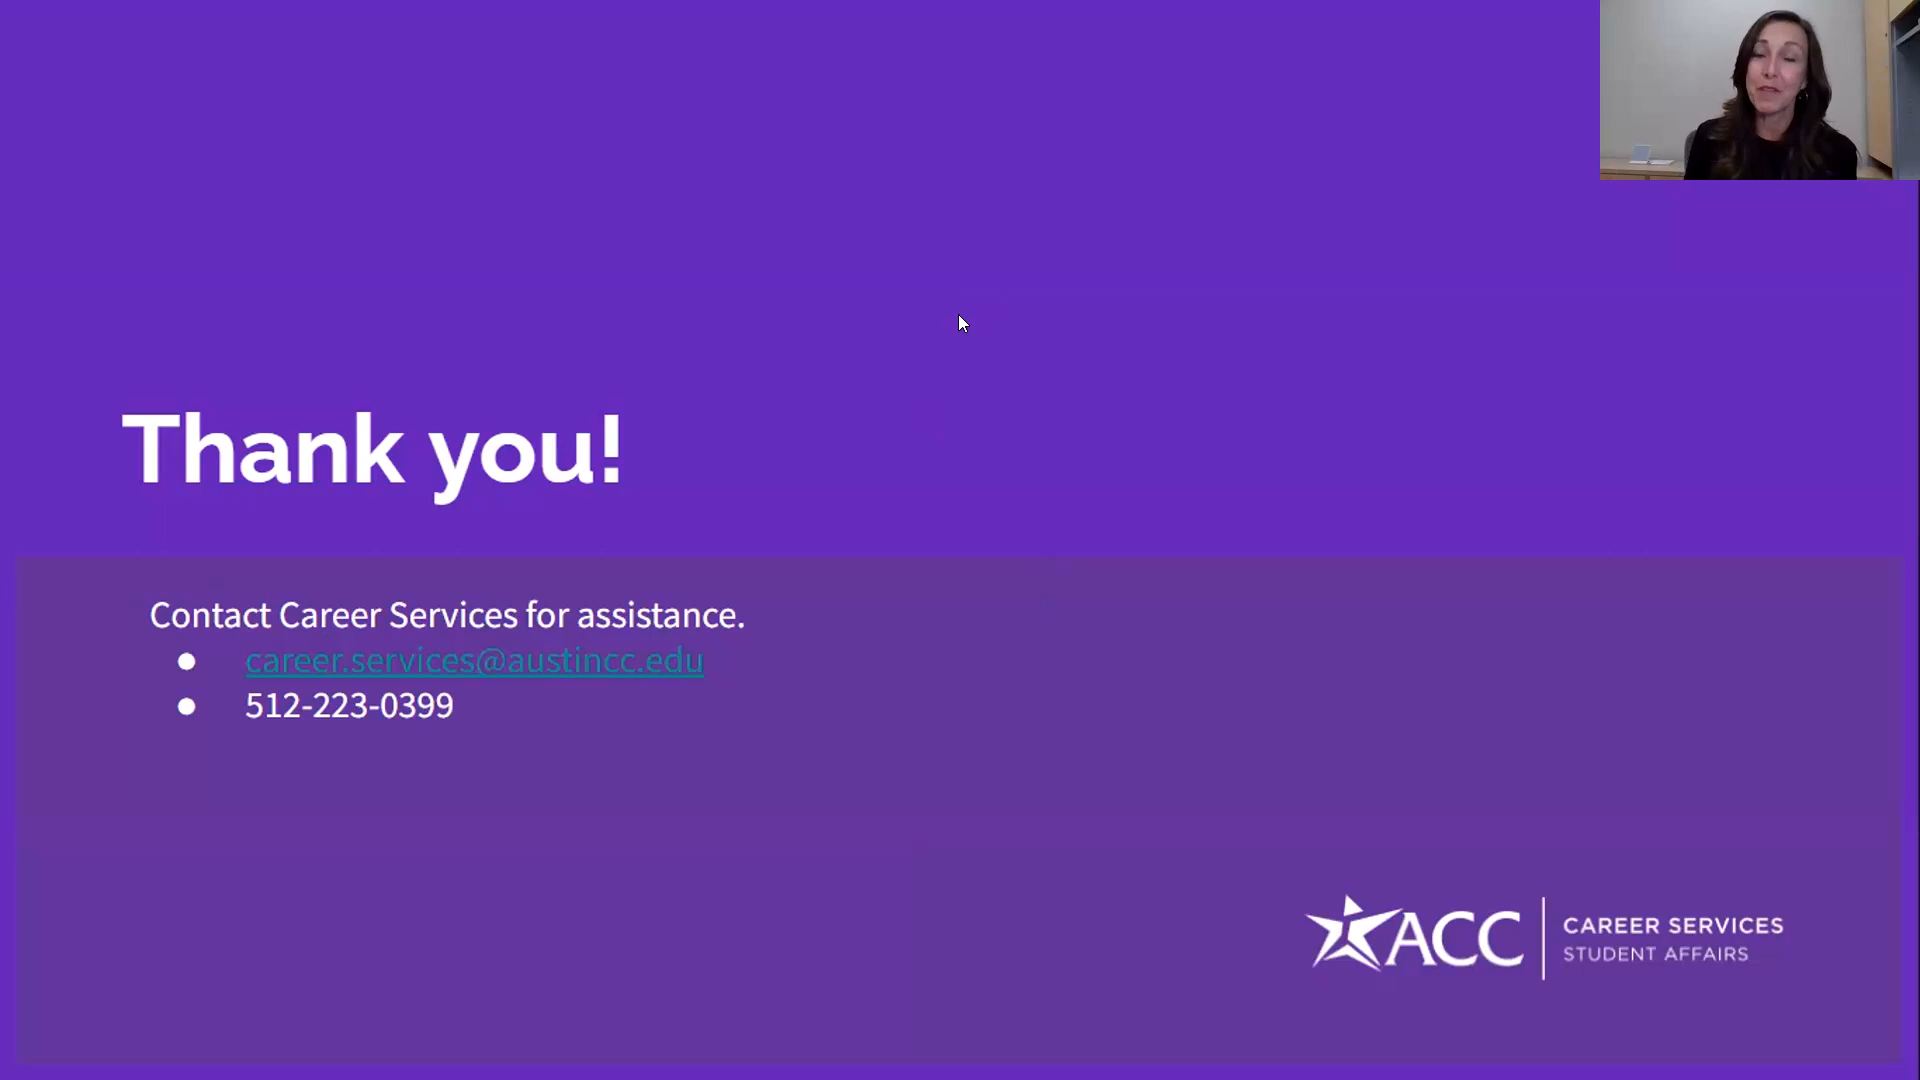 Thank you!
Contact Career Services for assistance.
● career.services@austincc.edu
● 512-223-0399
ACC
CAREER SERVICES
STUDENT AFFAIRS